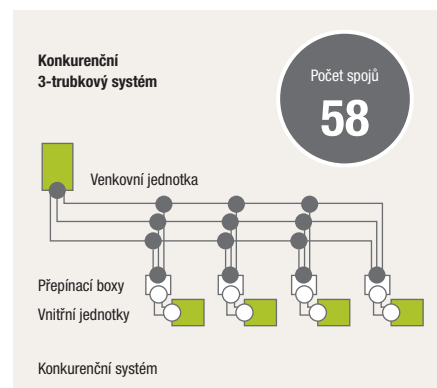 Konkurenční
3-trubkový systém
Počet spojů
58
Venkovní jednotka
Přepínací boxy
Vnitřní jednotky
Konkurenční systém